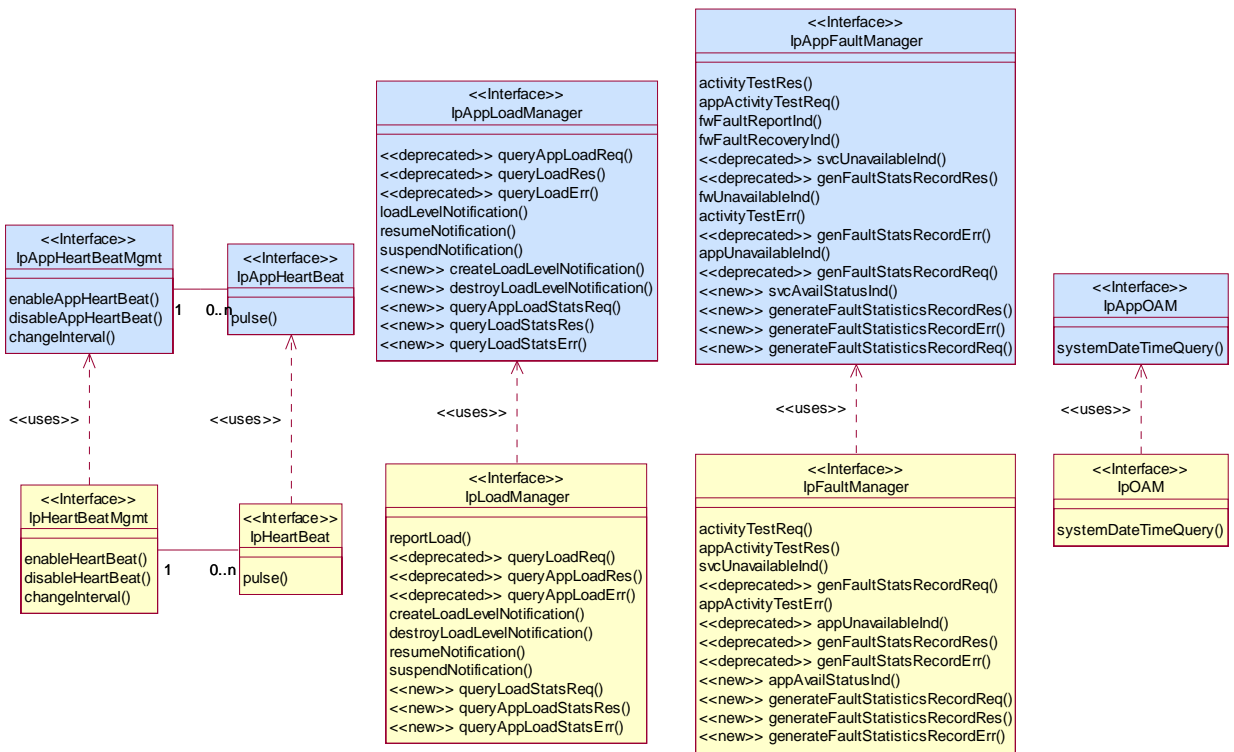 <<Interface>>
IpAppHeartBeatMgmt
enableAppHeartBeat()
disableAppHeartBeat()
changeInterval()
1
0..n
<<Interface>>
IpAppHeartBeat
pulse()
<<Interface>>
IpAppLoadManager
<<deprecated>> queryAppLoadReq()
<<deprecated>> queryLoadRes()
<<deprecated>> queryLoadErr()
loadLevelNotification()
resumeNotification()
suspendNotification()
<<new>> createLoadLevelNotification()
<<new>> destroyLoadLevelNotification()
<<new>> queryAppLoadStatsReq()
<<new>> queryLoadStatsRes()
<<new>> queryLoadStatsErr()
<<Interface>>
IpAppFaultManager
activityTestRes()
appActivityTestReq()
fwFaultReportInd()
fwFaultRecoveryInd()
<<deprecated>> svcUnavailableInd()
<<deprecated>> genFaultStatsRecordRes()
fwUnavailableInd()
activityTestErr()
<<deprecated>> genFaultStatsRecordErr()
appUnavailableInd()
<<deprecated>> genFaultStatsRecordReq()
<<new>> svcAvailStatusInd()
<<new>> generateFaultStatisticsRecordRes()
<<new>> generateFaultStatisticsRecordErr()
<<new>> generateFaultStatisticsRecordReq()
<<Interface>>
IpAppOAM
systemDateTimeQuery()
<<uses>>
<<uses>>
<<uses>>
<<uses>>
<<uses>>
<<Interface>>
IpHeartBeatMgmt
enableHeartBeat()
disableHeartBeat()
changeInterval()
1
0..n
<<Interface>>
IpHeartBeat
pulse()
<<Interface>>
IpLoadManager
reportLoad()
<<deprecated>> queryLoadReq()
<<deprecated>> queryAppLoadRes()
<<deprecated>> queryAppLoadErr()
createLoadLevelNotification()
destroyLoadLevelNotification()
resumeNotification()
suspendNotification()
<<new>> queryLoadStatsReq()
<<new>> queryAppLoadStatsRes()
<<new>> queryAppLoadStatsErr()
<<Interface>>
IpFaultManager
activityTestReq()
appActivityTestRes()
svcUnavailableInd()
<<deprecated>> genFaultStatsRecordReq()
appActivityTestErr()
<<deprecated>> appUnavailableInd()
<<deprecated>> genFaultStatsRecordRes()
<<deprecated>> genFaultStatsRecordErr()
<<new>> appAvailStatusInd()
<<new>> generateFaultStatisticsRecordReq()
<<new>> generateFaultStatisticsRecordRes()
<<new>> generateFaultStatisticsRecordErr()
<<Interface>>
IpOAM
systemDateTimeQuery()